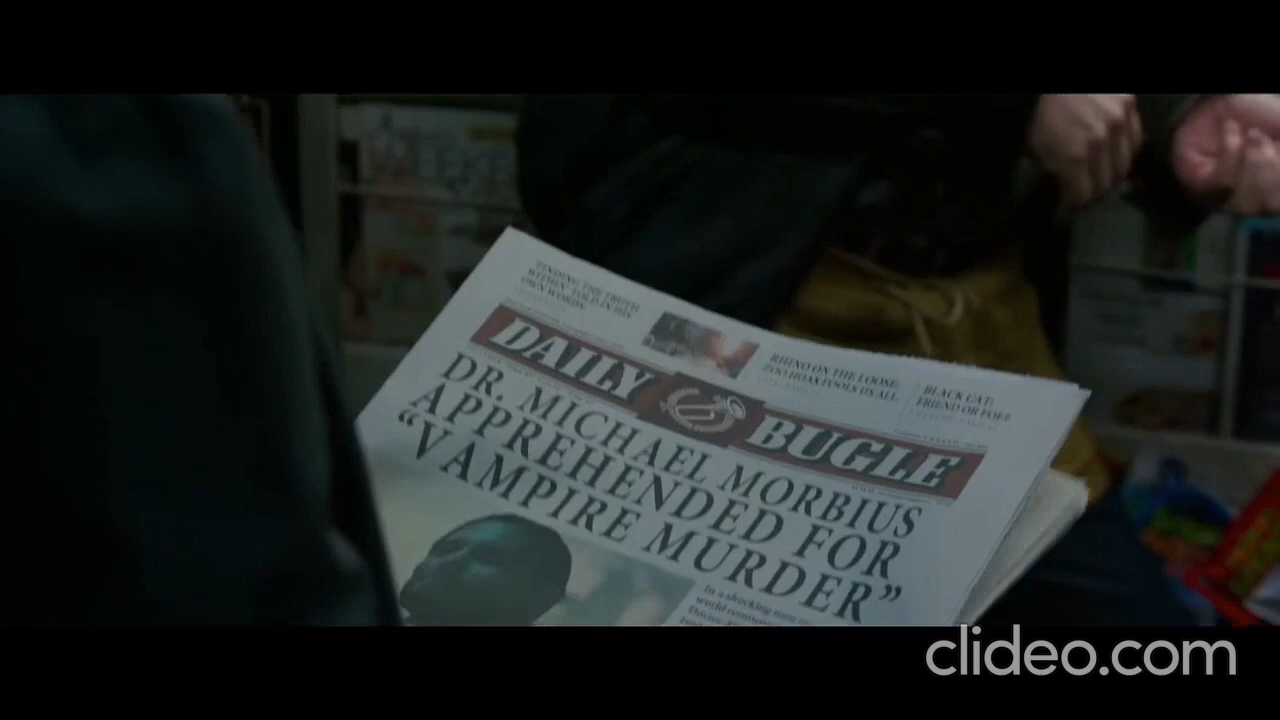 "FINDING THE TRUTH
WITHIN" TOLD IN HIS
OWN WORDS.
RHINO ON THE LOOSE:
ZOO HOAX FOOLS US ALL.
BLACK CAT:
FRIEND OR FOE?
DAILY BUGLE
DR. MICHAEL MORBIUS
APPREHENDED FOR
"VAMPIRE MURDER"
In a shocking
world
clideo.com